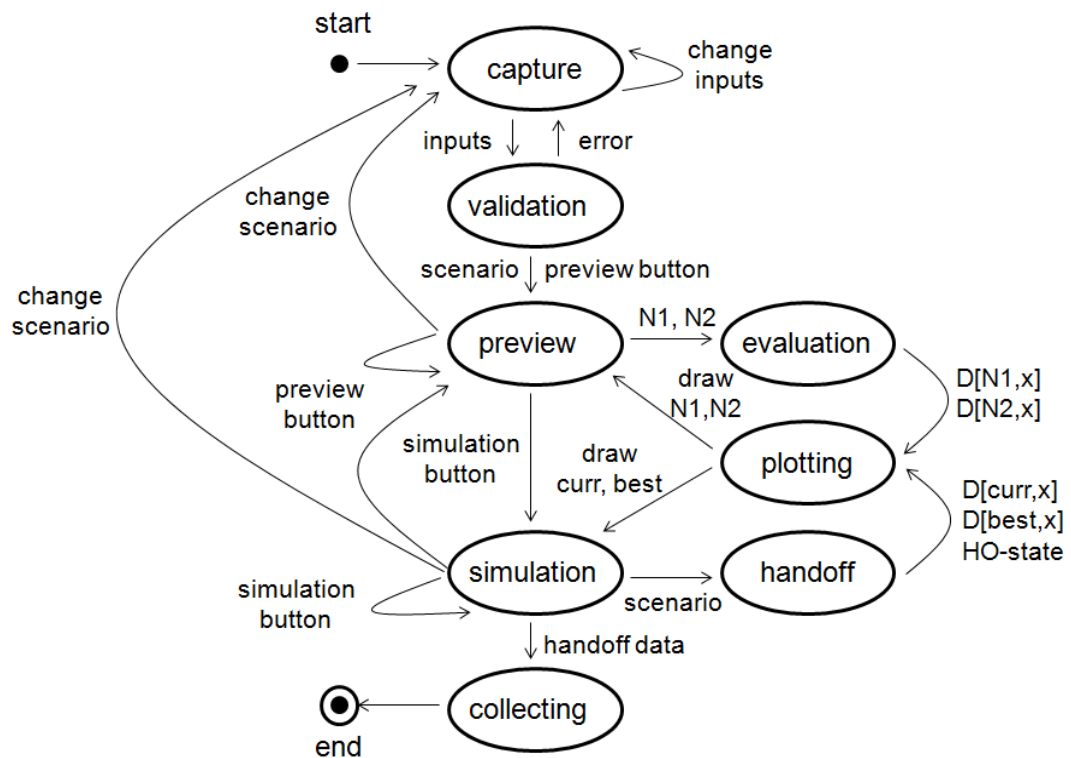 start
capture
change
inputs
inputs
error
change
scenario
validation
scenario
preview button
change
scenario
preview
N1, N2
evaluation
D[N1,x]
D[N2,x]
draw
N1,N2
preview
button
simulation
button
draw
curr, best
plotting
D[curr,x]
D[best,x]
HO-state
simulation
scenario
handoff
simulation
button
handoff data
collecting
end